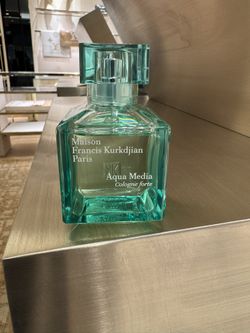 Maison
Francis Kurkdjian
Paris
Aqua Media
Cologne forte